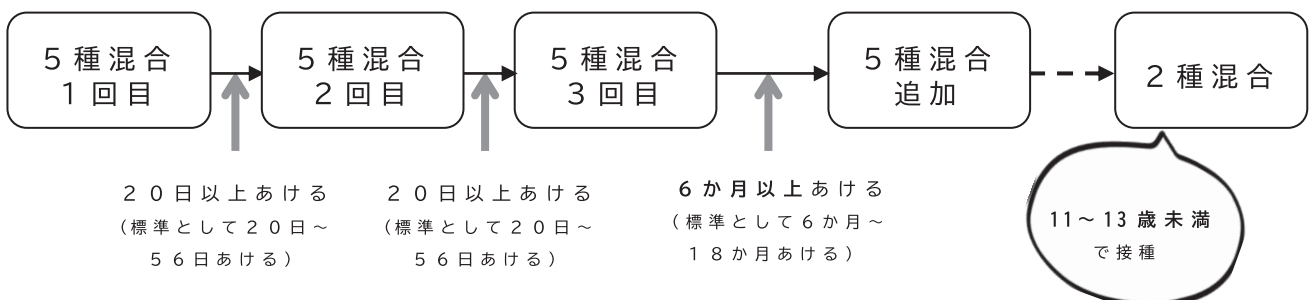 ５種混合
１回目
５種混合
２回目
５種混合
３回目
５種混合
追加
２種混合
２０日以上あける
（標準として２０日～
５６日あける）
２０日以上あける
（標準として２０日～
５６日あける）
６か月以上あける
（標準として６か月～
１８か月あける）
11～13歳未満
で接種